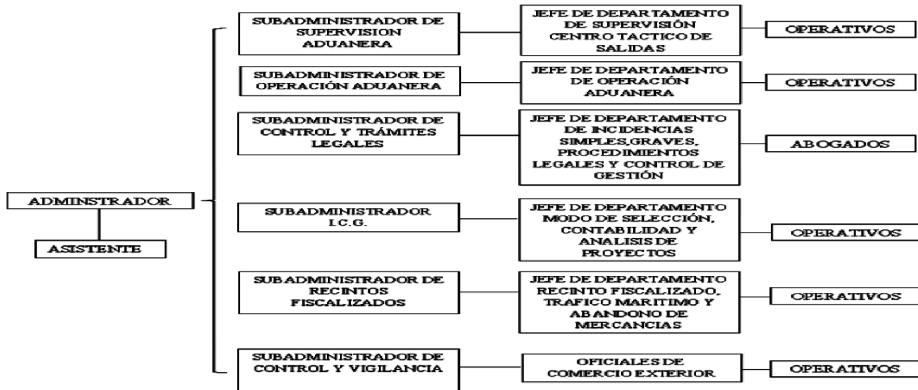 SUBADMINISTRADOR DE
SUPERVISION
ADUANERA
JEFE DE DEPARTAMENTO
DE SUPERVISIÓN
CENTRO TACTICO DE
SALIDAS
OPERATIVOS
SUBADMINISTRADOR DE
OPERACIÓN ADUANERA
JEFE DE DEPARTAMENTO
DE OPERACIÓN
ADUANERA
OPERATIVOS
SUBADMINISTRADOR DE
CONTROL Y TRÁMITES
LEGALES
JEFE DE DEPARTAMENTO
DE INCIDENCIAS
SIMPLES,GRAVES,
PROCEDIMIENTOS
LEGALES Y CONTROL DE
GESTIÓN
ABOGADOS
ADMINSTRADOR
ASISTENTE
SUBADMINISTRADOR
I.C.G.
JEFE DE DEPARTAMENTO
MODO DE SELECCIÓN,
CONTABILIDAD Y
ANALISIS DE
PROYECTOS
OPERATIVOS
SUBADMINISTRADOR DE
RECINTOS
FISCALIZADOS
JEFE DE DEPARTAMENTO
RECINTO FISCALIZADO,
TRAFICO MARITIMO Y
ABANDONO DE
MERCANCIAS
OPERATIVOS
SUBADMINISTRADOR DE
CONTROL Y VIGILANCIA
OFICIALES DE
COMERCIO EXTERIOR
OPERATIVOS